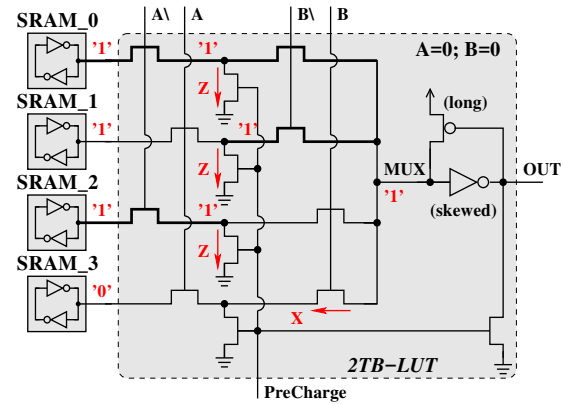 A\ A B\ B
SRAM_0
'1' '1' A=0; B=0
Z (long)
SRAM_1
'1' '1'
Z MUX OUT
SRAM_2 '1'
'1' '1' (skewed)
Z
SRAM_3
'0'
X
2TB-LUT
PreCharge